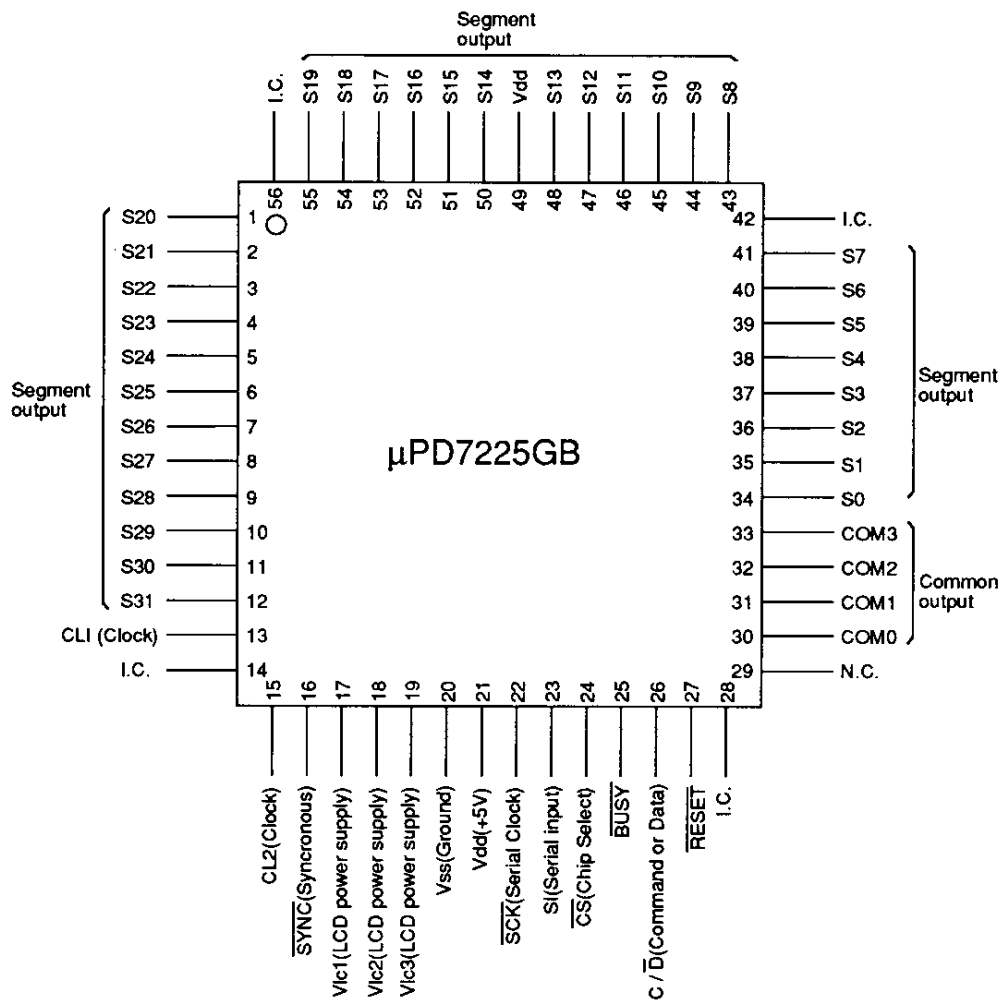 Segment
output
I.C.
S19
S18
S17
S16
S15
S14
Vdd
S13
S12
S11
S10
S9
S8
56
55
54
53
52
51
50
49
48
47
46
45
44
43
Segment
output
S20 1
S21 2
S22 3
S23 4
S24 5
S25 6
S26 7
S27 8
S28 9
S29 10
S30 11
S31 12
CLI (Clock) 13
I.C. 14
µPD7225GB
42 I.C.
41 S7
40 S6
39 S5
38 S4
37 S3
36 S2
35 S1
34 S0
33 COM3
32 COM2
31 COM1
30 COM0
29 N.C.
Segment
output
Common
output
15
16
17
18
19
20
21
22
23
24
25
26
27
28
CL2(Clock)
SYNC(Syncronous)
Vlc1(LCD power supply)
Vlc2(LCD power supply)
Vlc3(LCD power supply)
Vss(Ground)
Vdd(+5V)
SCK(Serial Clock)
SI(Serial input)
CS(Chip Select)
BUSY
C / D(Command or Data)
RESET
I.C.